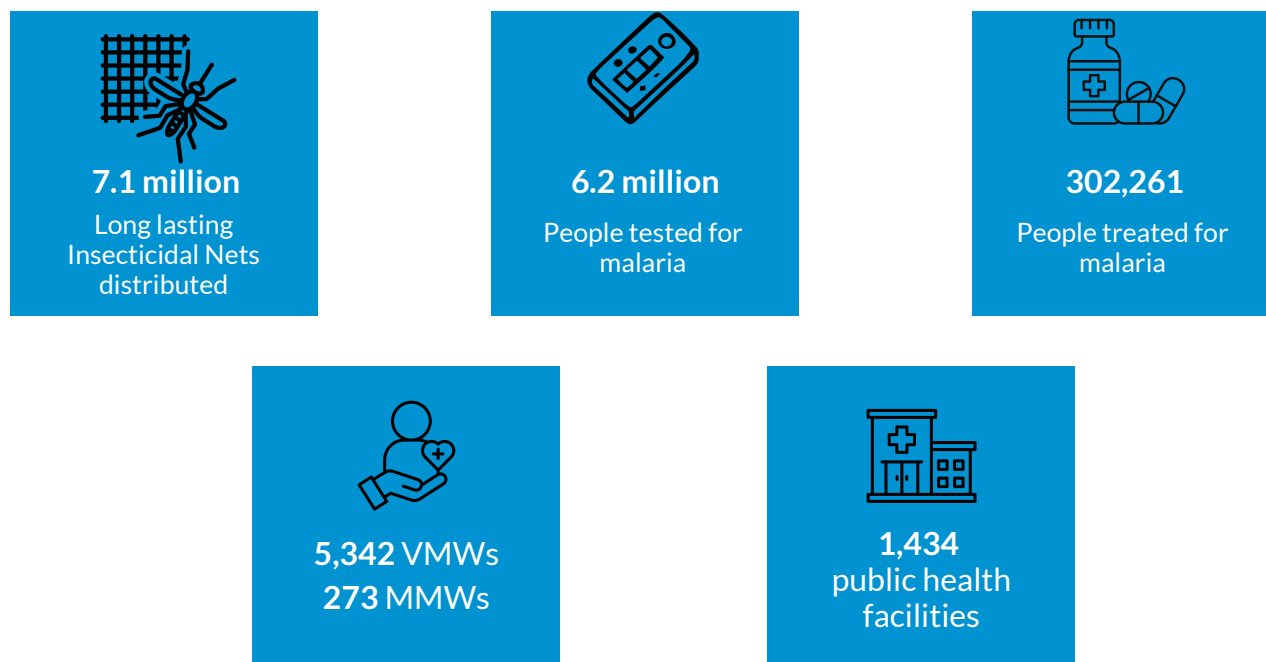 7.1 million
Long lasting
Insecticidal Nets
distributed
6.2 million
People tested for
malaria
302,261
People treated for
malaria
5,342 VMWs
273 MMWs
1,434
public health
facilities